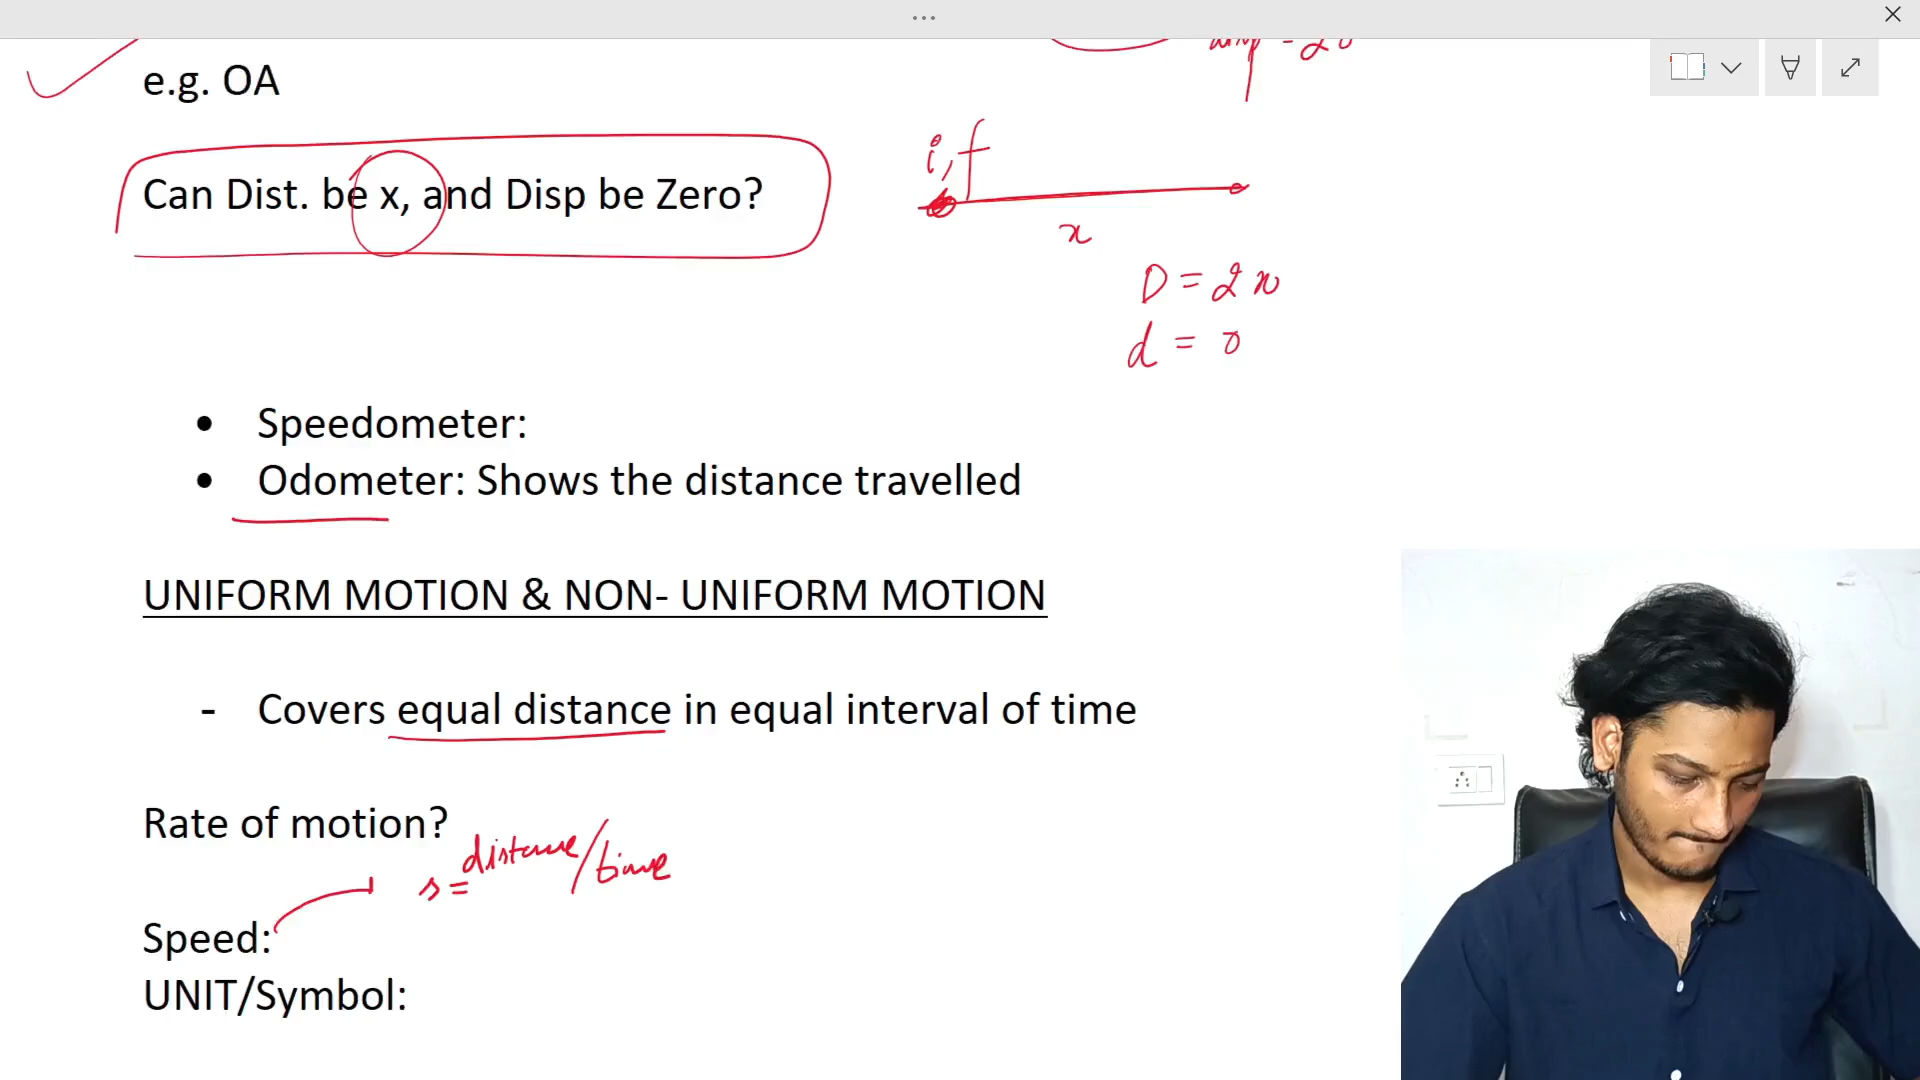 e.g. OA
Can Dist. be x, and Disp be Zero?
i, f
x
D = 2x
d = 0
• Speedometer:
• Odometer: Shows the distance travelled
UNIFORM MOTION & NON- UNIFORM MOTION
- Covers equal distance in equal interval of time
Rate of motion?
s = distance/time
Speed:
UNIT/Symbol: